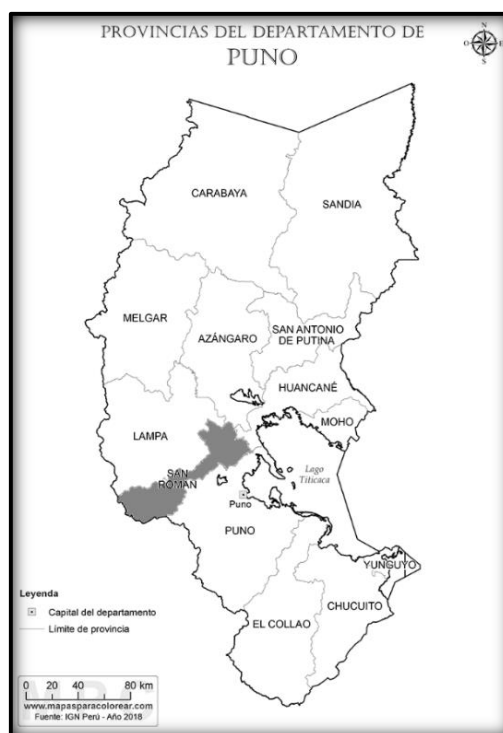 PROVINCIAS DEL DEPARTAMENTO DE
PUNO
N
O
E
S
CARABAYA
SANDIA
MELGAR
AZÁNGARO
SAN ANTONIO
DE PUTINA
HUANCANÉ
MOHO
LAMPA
SAN
ROMAN
Lago
Titicaca
Puno
PUNO
YUNGUYO
CHUCUITO
EL COLLAO
Leyenda
Capital del departamento
Límite de provincia
0 20 40 80 km
www.mapasparacolorear.com
Fuente: IGN Perú - Año 2018